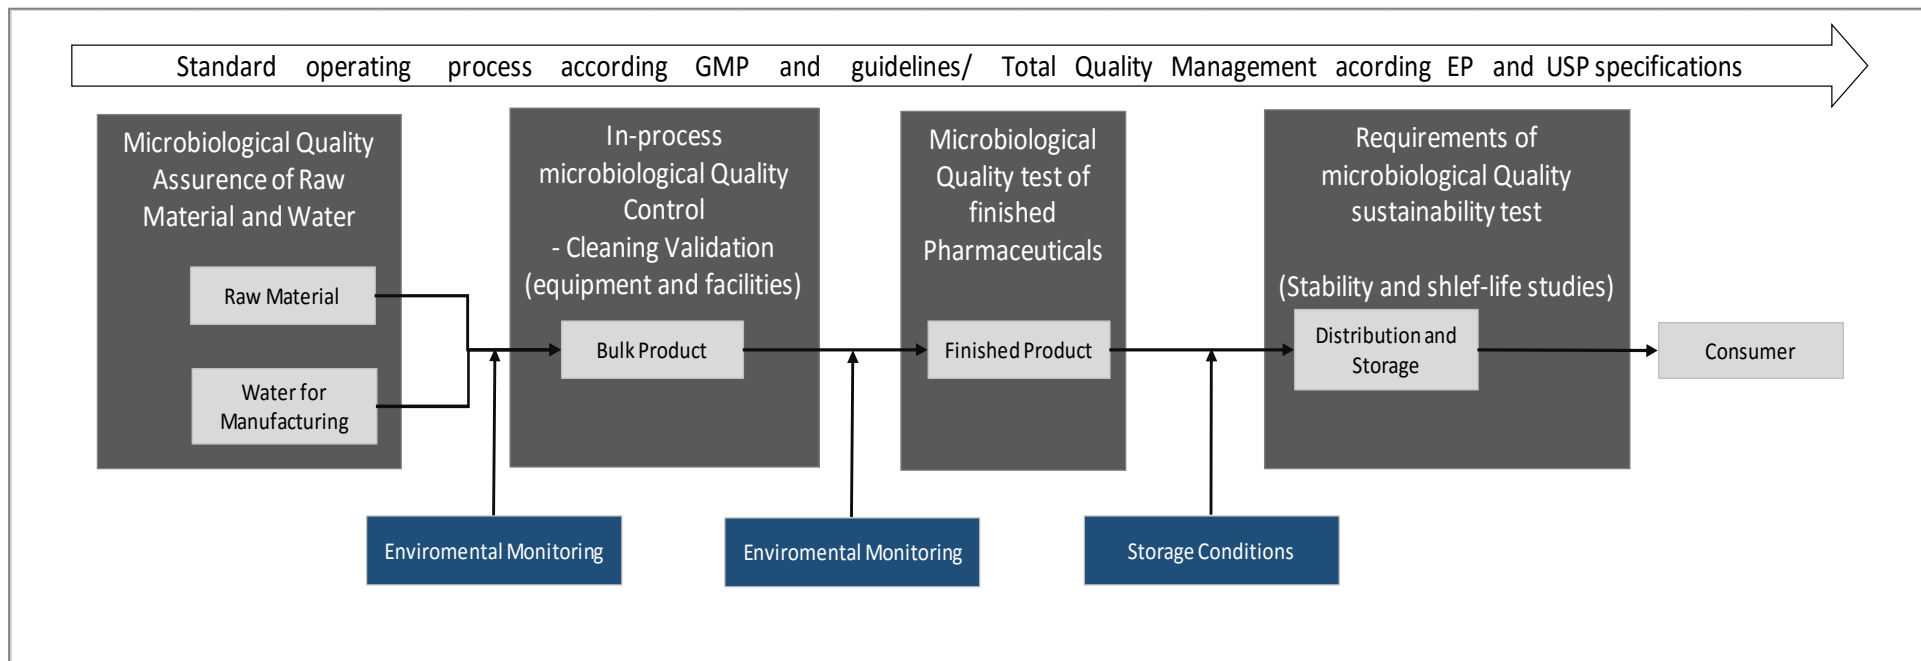 Standard operating process according GMP and guidelines/ Total Quality Management acording EP and USP specifications
Microbiological Quality
Assurence of Raw
Material and Water
Raw Material
Water for
Manufacturing
In-process
microbiological Quality
Control
- Cleaning Validation
(equipment and facilities)
Bulk Product
Microbiological
Quality test of
finished
Pharmaceuticals
Finished Product
Requirements of
microbiological Quality
sustainability test
(Stability and shlef-life studies)
Distribution and
Storage
Consumer
Enviromental Monitoring
Enviromental Monitoring
Storage Conditions